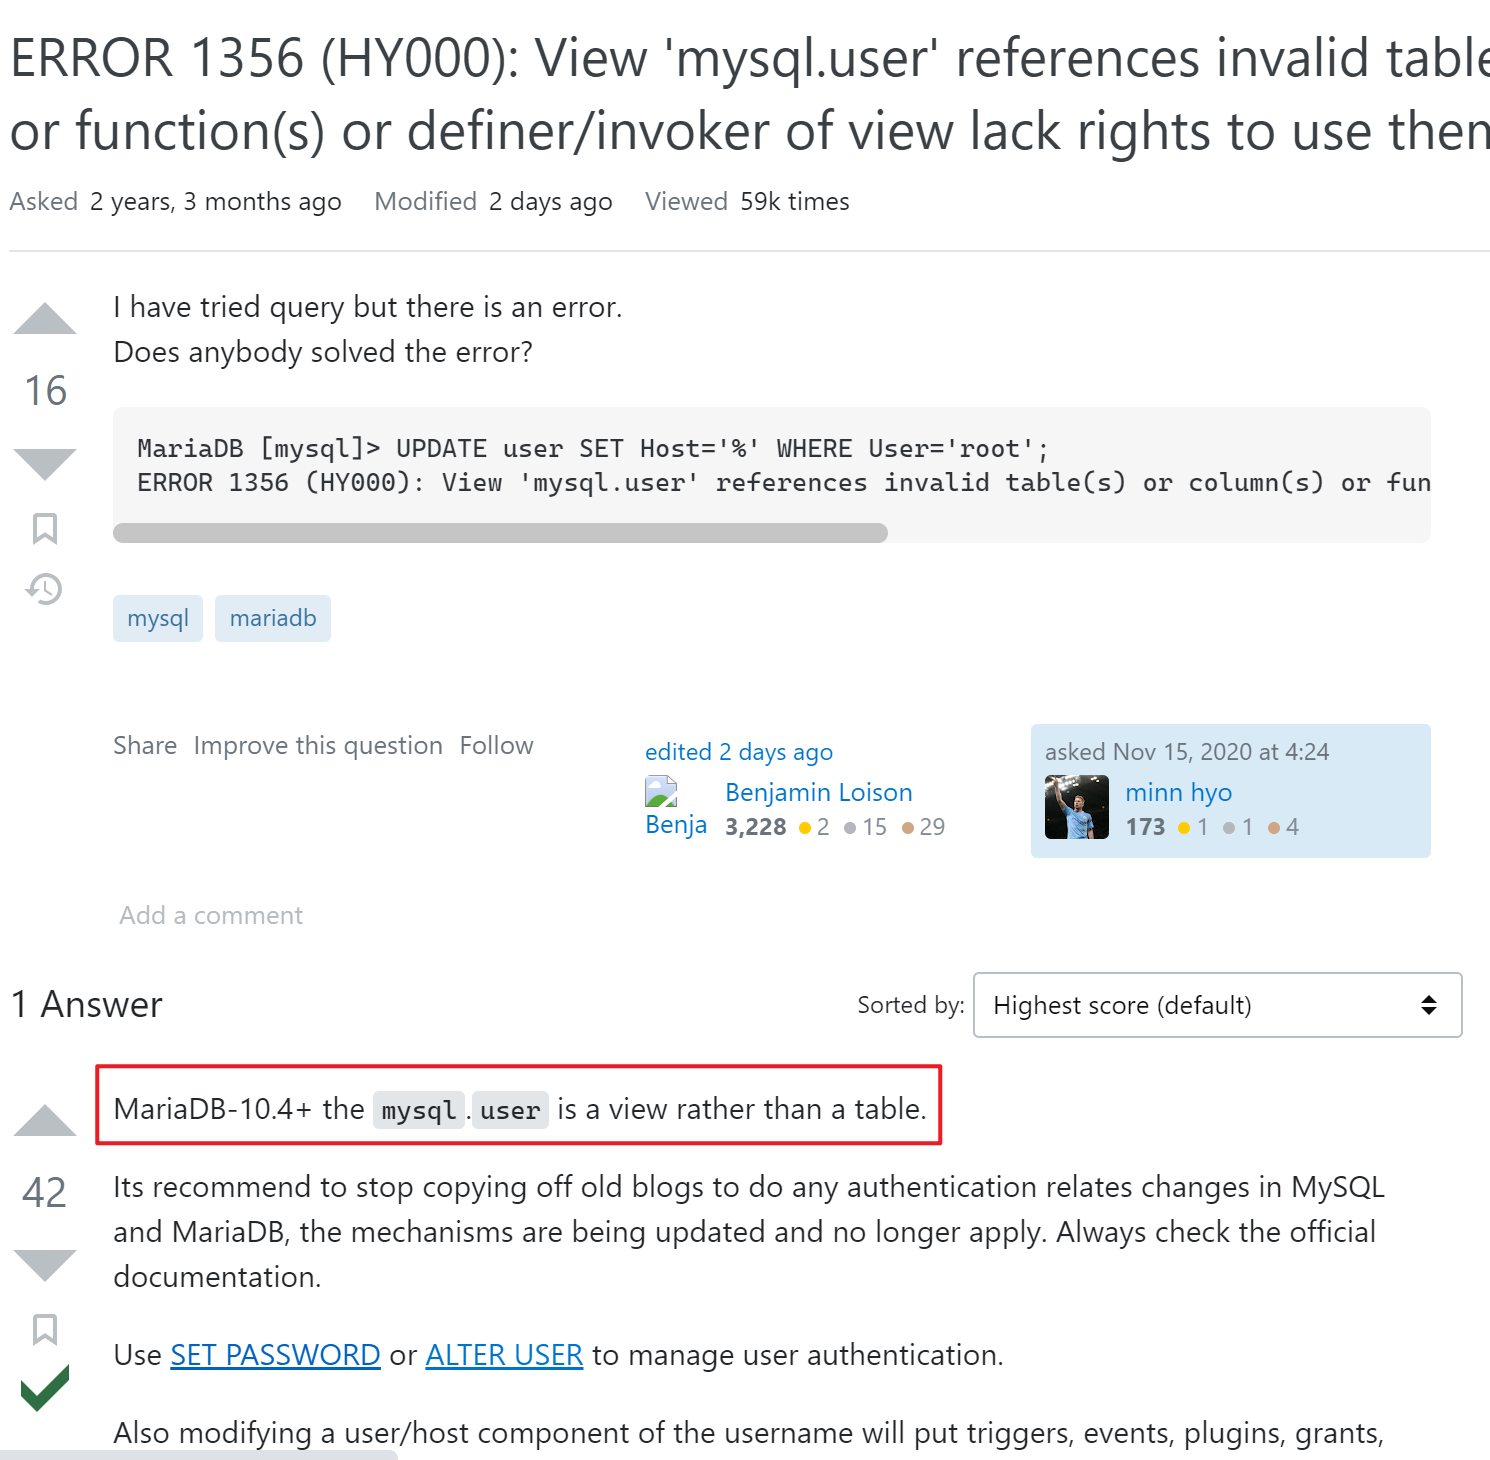 ERROR 1356 (HY000): View 'mysql.user' references invalid table
or function(s) or definer/invoker of view lack rights to use them
Asked 2 years, 3 months ago Modified 2 days ago Viewed 59k times
I have tried query but there is an error.
Does anybody solved the error?
16
MariaDB [mysql]> UPDATE user SET Host='%' WHERE User='root';
ERROR 1356 (HY000): View 'mysql.user' references invalid table(s) or column(s) or fun
mysql mariadb
Share Improve this question Follow
edited 2 days ago
Benjamin Loison
Benja 3,228 2 15 29
asked Nov 15, 2020 at 4:24
minn hyo
173 1 1 4
Add a comment
1 Answer
Sorted by: Highest score (default)
MariaDB-10.4+ the mysql.user is a view rather than a table.
42
Its recommend to stop copying off old blogs to do any authentication relates changes in MySQL
and MariaDB, the mechanisms are being updated and no longer apply. Always check the official
documentation.
Use SET PASSWORD or ALTER USER to manage user authentication.
Also modifying a user/host component of the username will put triggers, events, plugins, grants,